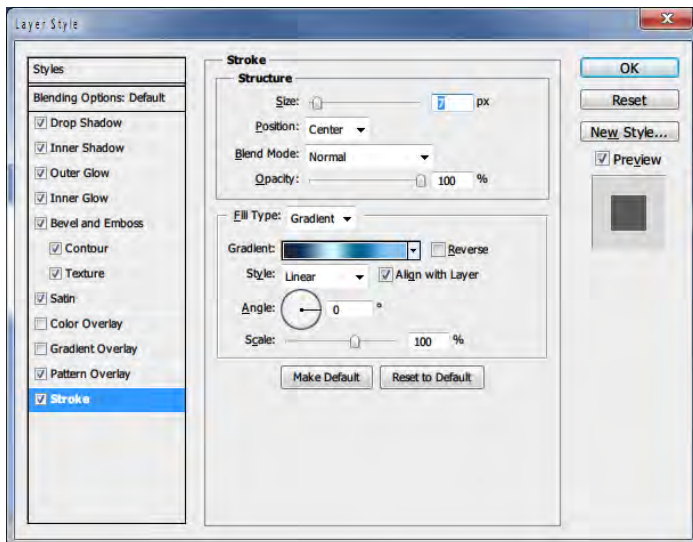 Layer Style
Styles
Blending Options: Default
Drop Shadow
Inner Shadow
Outer Glow
Inner Glow
Bevel and Emboss
Contour
Texture
Satin
Color Overlay
Gradient Overlay
Pattern Overlay
Stroke
Stroke
Structure
Size: 7 px
Position: Center
Blend Mode: Normal
Opacity: 100 %
Fill Type: Gradient
Gradient: Reverse
Style: Linear Align with Layer
Angle: 0 °
Scale: 100 %
Make Default Reset to Default
OK
Reset
New Style...
Preview